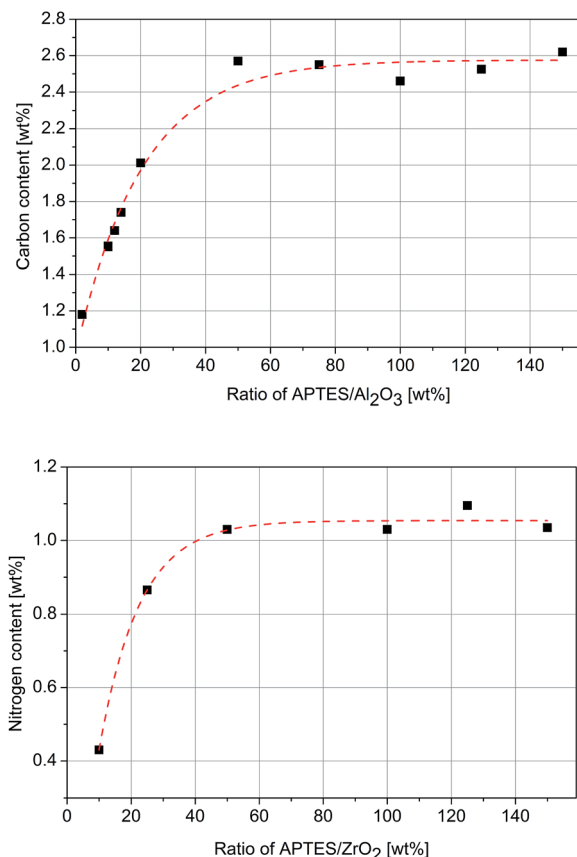 2.8
2.6
2.4
2.2
2.0
1.8
1.6
1.4
1.2
1.0
Carbon content [wt%]
0 20 40 60 80 100 120 140
Ratio of APTES/Al₂O₃ [wt%]
1.2
1.0
0.8
0.6
0.4
Nitrogen content [wt%]
0 20 40 60 80 100 120 140
Ratio of APTES/ZrO₂ [wt%]